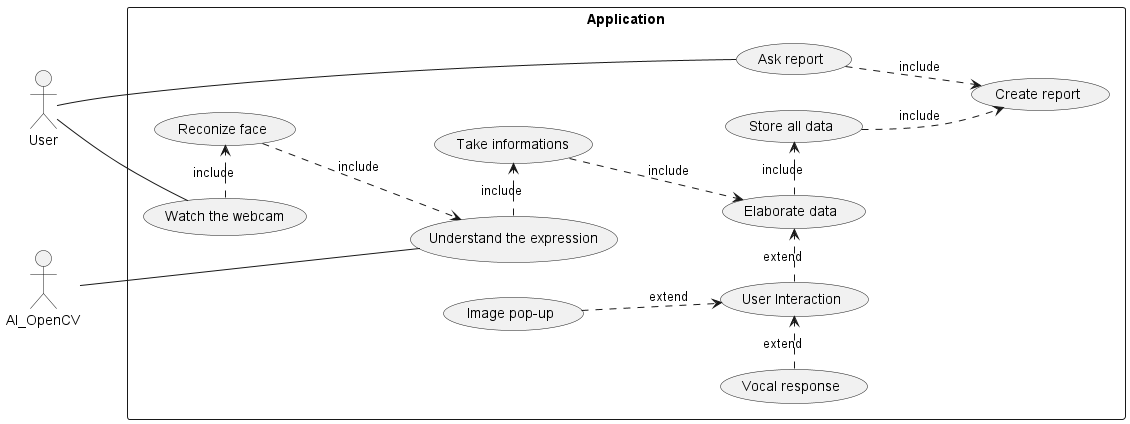 Application
Ask report
include
Create report
User
Reconize face
Store all data
include
Take informations
include
include
include
include
include
Watch the webcam
Elaborate data
Understand the expression
extend
AI_OpenCV
Image pop-up
extend
User Interaction
extend
Vocal response